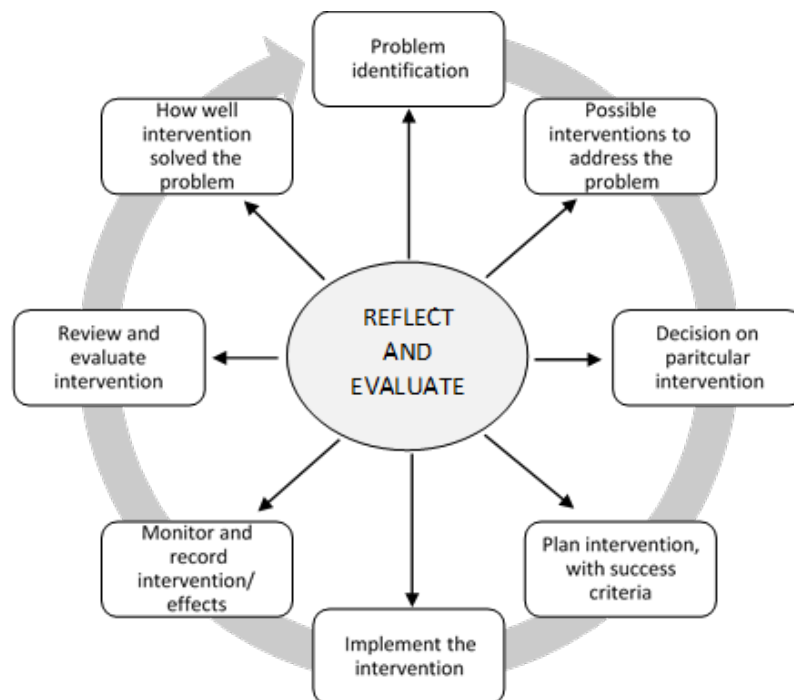 Problem
identification
Possible
interventions to
address the
problem
Decision on
paritcular
intervention
Plan intervention,
with success
criteria
Implement the
intervention
Monitor and
record
intervention/
effects
Review and
evaluate
intervention
How well
intervention
solved the
problem
REFLECT
AND
EVALUATE